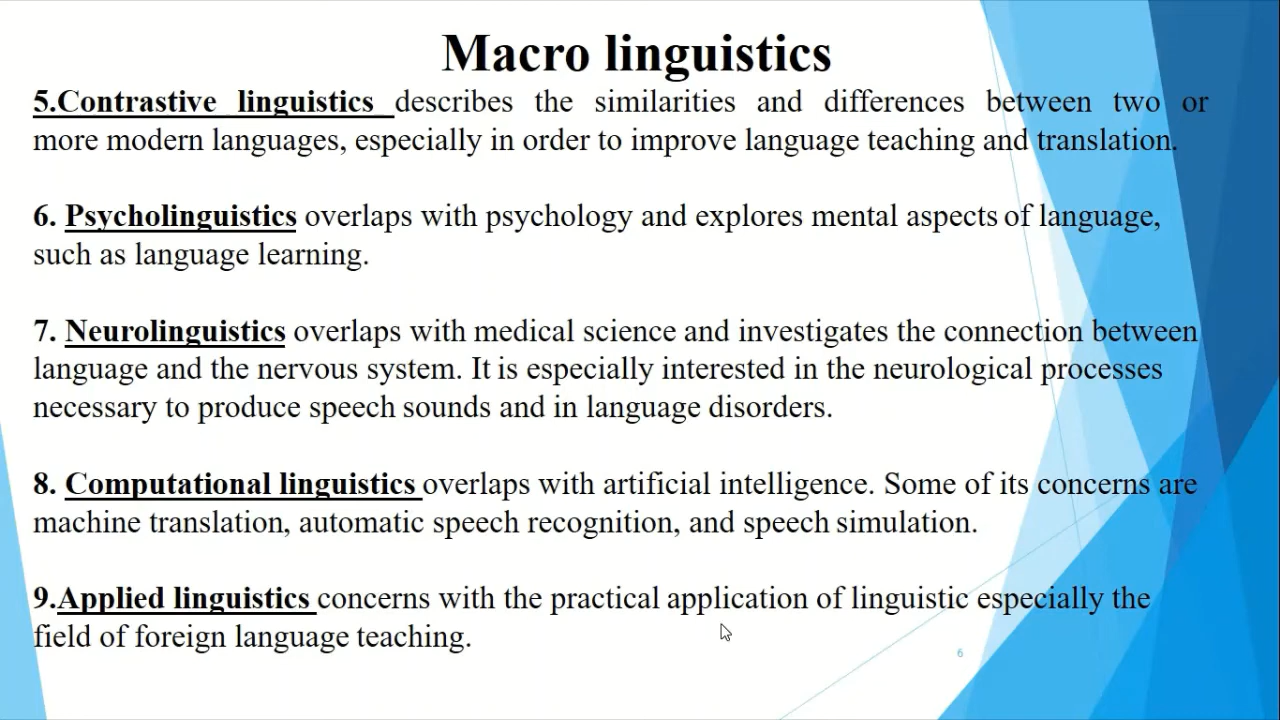 Macro linguistics
5.Contrastive linguistics describes the similarities and differences between two or
more modern languages, especially in order to improve language teaching and translation.
6. Psycholinguistics overlaps with psychology and explores mental aspects of language,
such as language learning.
7. Neurolinguistics overlaps with medical science and investigates the connection between
language and the nervous system. It is especially interested in the neurological processes
necessary to produce speech sounds and in language disorders.
8. Computational linguistics overlaps with artificial intelligence. Some of its concerns are
machine translation, automatic speech recognition, and speech simulation.
9.Applied linguistics concerns with the practical application of linguistic especially the
field of foreign language teaching.
6